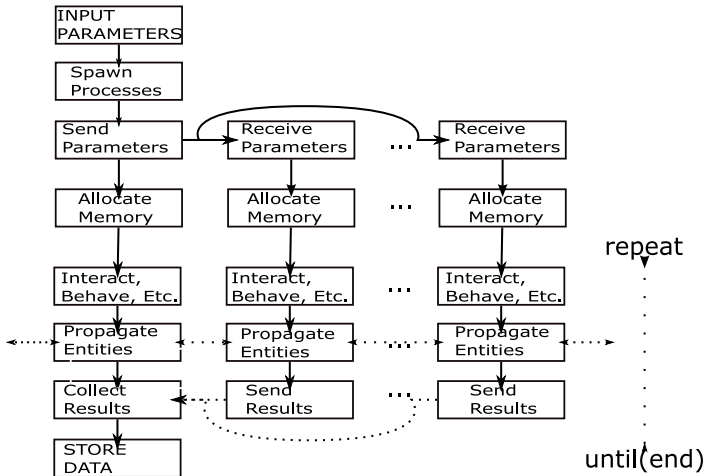 INPUT
PARAMETERS
Spawn
Processes
Send
Parameters
Receive
Parameters
...
Receive
Parameters
Allocate
Memory
Allocate
Memory
...
Allocate
Memory
repeat
Interact,
Behave, Etc.
Interact,
Behave, Etc.
...
Interact,
Behave, Etc.
Propagate
Entities
Propagate
Entities
...
Propagate
Entities
Collect
Results
Send
Results
...
Send
Results
STORE
DATA
until(end)